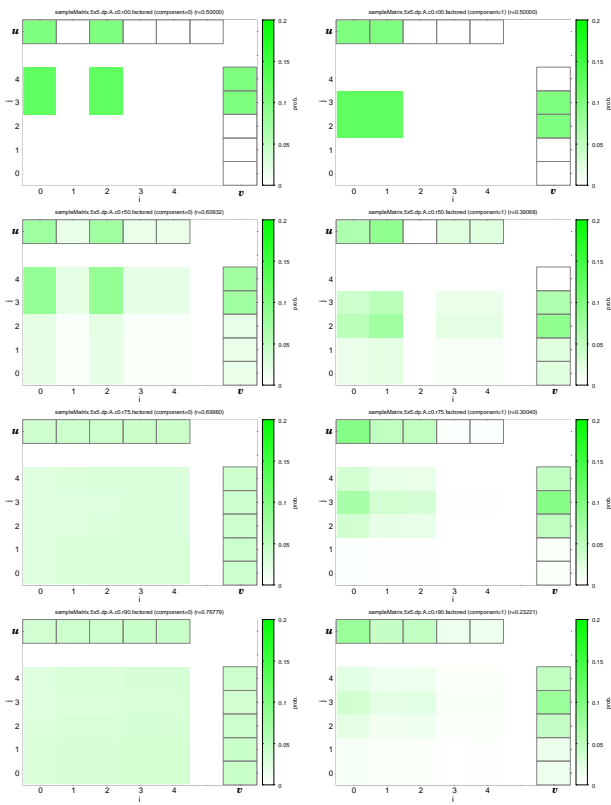 sampleMatrix.5x5.dp.A.c0.r00.factored (component=0) (r=0.50000)
u
4
3
2
1
0
j
0 1 2 3 4 v
i
0.2
0.15
0.1
0.05
0
prob.
sampleMatrix.5x5.dp.A.c0.r00.factored (component=1) (r=0.50000)
u
4
3
2
1
0
j
0 1 2 3 4 v
i
0.2
0.15
0.1
0.05
0
prob.
sampleMatrix.5x5.dp.A.c0.r50.factored (component=0) (r=0.60932)
u
4
3
2
1
0
j
0 1 2 3 4 v
i
0.2
0.15
0.1
0.05
0
prob.
sampleMatrix.5x5.dp.A.c0.r50.factored (component=1) (r=0.39068)
u
4
3
2
1
0
j
0 1 2 3 4 v
i
0.2
0.15
0.1
0.05
0
prob.
sampleMatrix.5x5.dp.A.c0.r75.factored (component=0) (r=0.69960)
u
4
3
2
1
0
j
0 1 2 3 4 v
i
0.2
0.15
0.1
0.05
0
prob.
sampleMatrix.5x5.dp.A.c0.r75.factored (component=1) (r=0.30040)
u
4
3
2
1
0
j
0 1 2 3 4 v
i
0.2
0.15
0.1
0.05
0
prob.
sampleMatrix.5x5.dp.A.c0.r90.factored (component=0) (r=0.76779)
u
4
3
2
1
0
j
0 1 2 3 4 v
i
0.2
0.15
0.1
0.05
0
prob.
sampleMatrix.5x5.dp.A.c0.r90.factored (component=1) (r=0.23221)
u
4
3
2
1
0
j
0 1 2 3 4 v
i
0.2
0.15
0.1
0.05
0
prob.